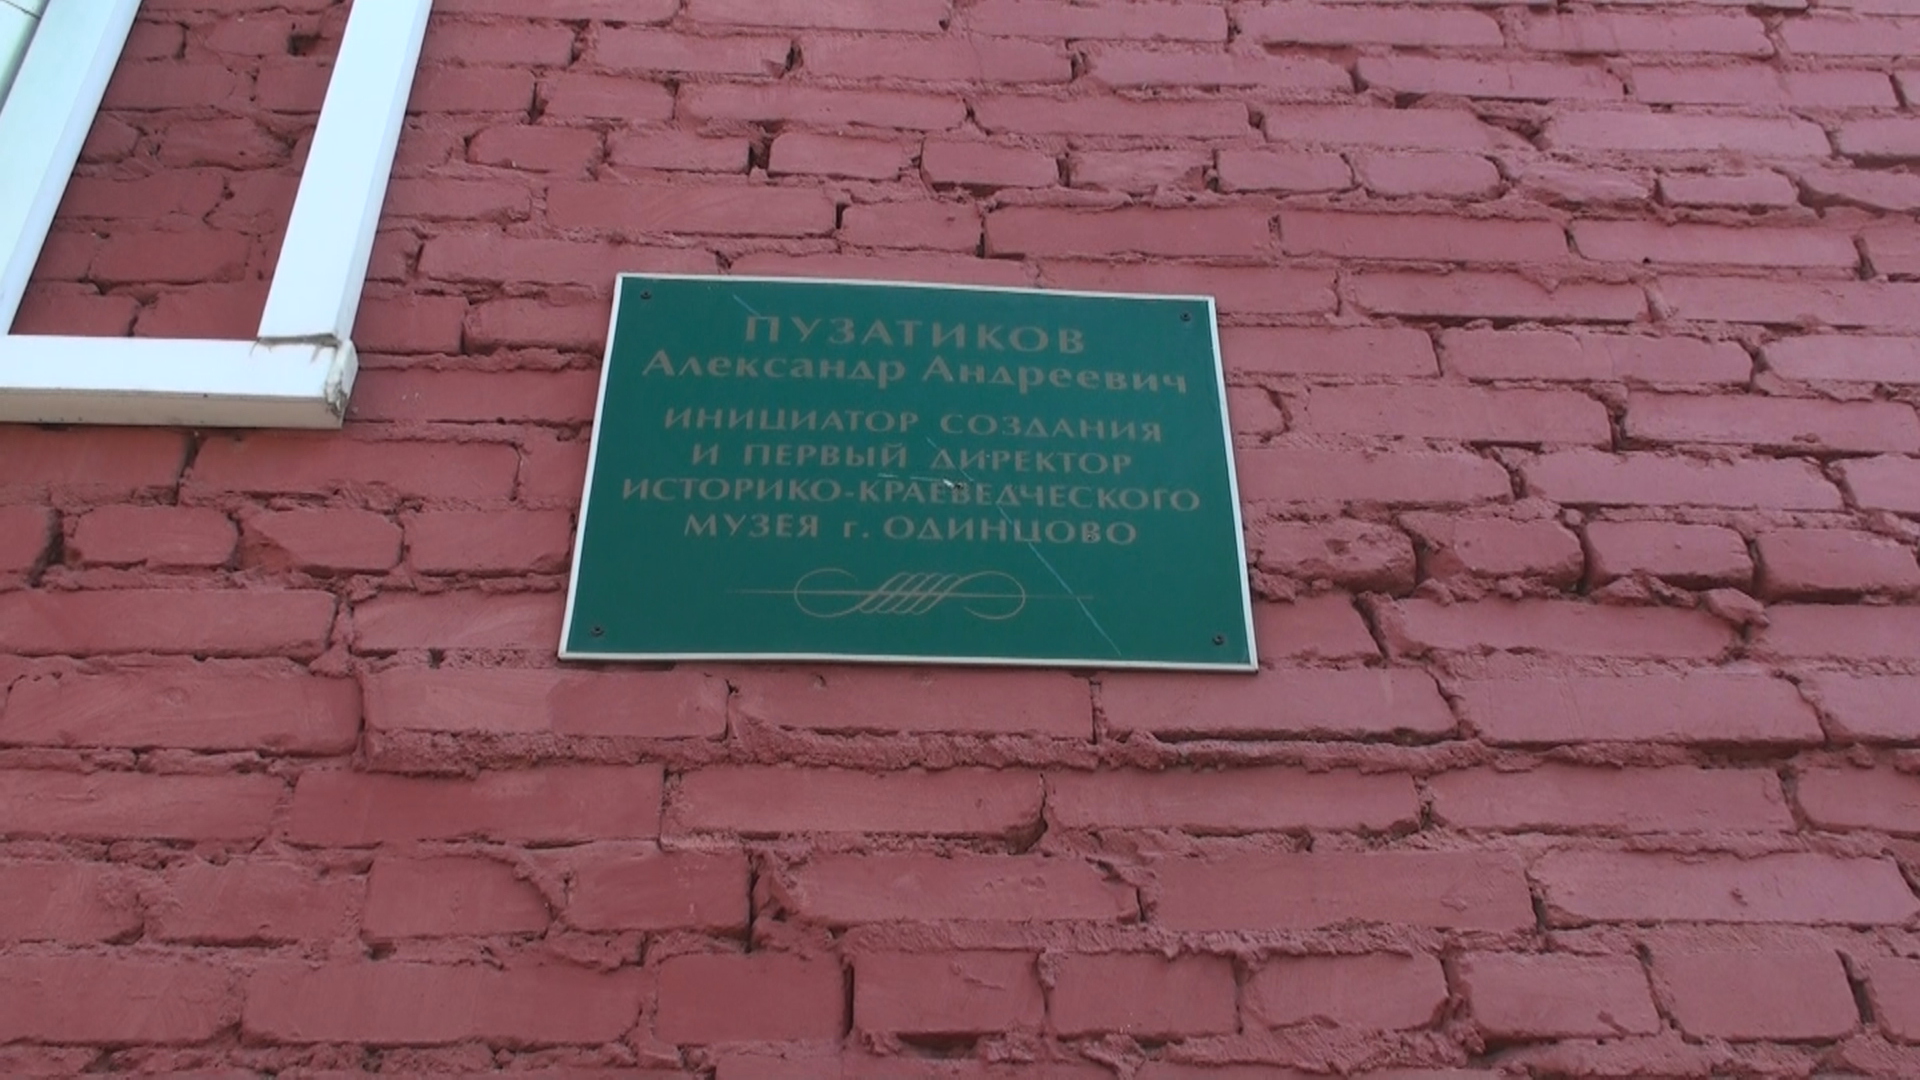 ПУЗАТИКОВ
Александр Андреевич
ИНИЦИАТОР СОЗДАНИЯ
И ПЕРВЫЙ ДИРЕКТОР
ИСТОРИКО-КРАЕВЕДЧЕСКОГО
МУЗЕЯ г. ОДИНЦОВО